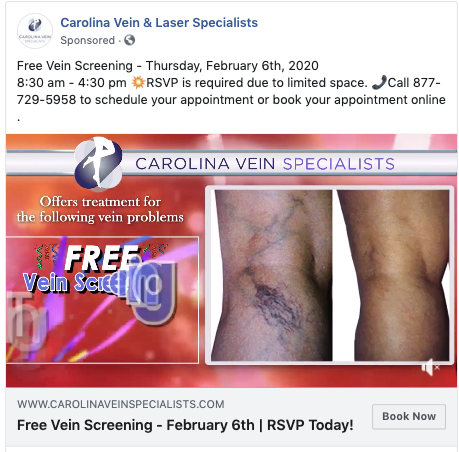 Carolina Vein & Laser Specialists
Sponsored ·
Free Vein Screening - Thursday, February 6th, 2020
8:30 am - 4:30 pm 💥RSVP is required due to limited space. 📞Call 877-
729-5958 to schedule your appointment or book your appointment online
.
CAROLINA VEIN SPECIALISTS
Offers treatment for
the following vein problems
FREE
Vein
WWW.CAROLINAVEINSPECIALISTS.COM
Free Vein Screening - February 6th | RSVP Today!
Book Now